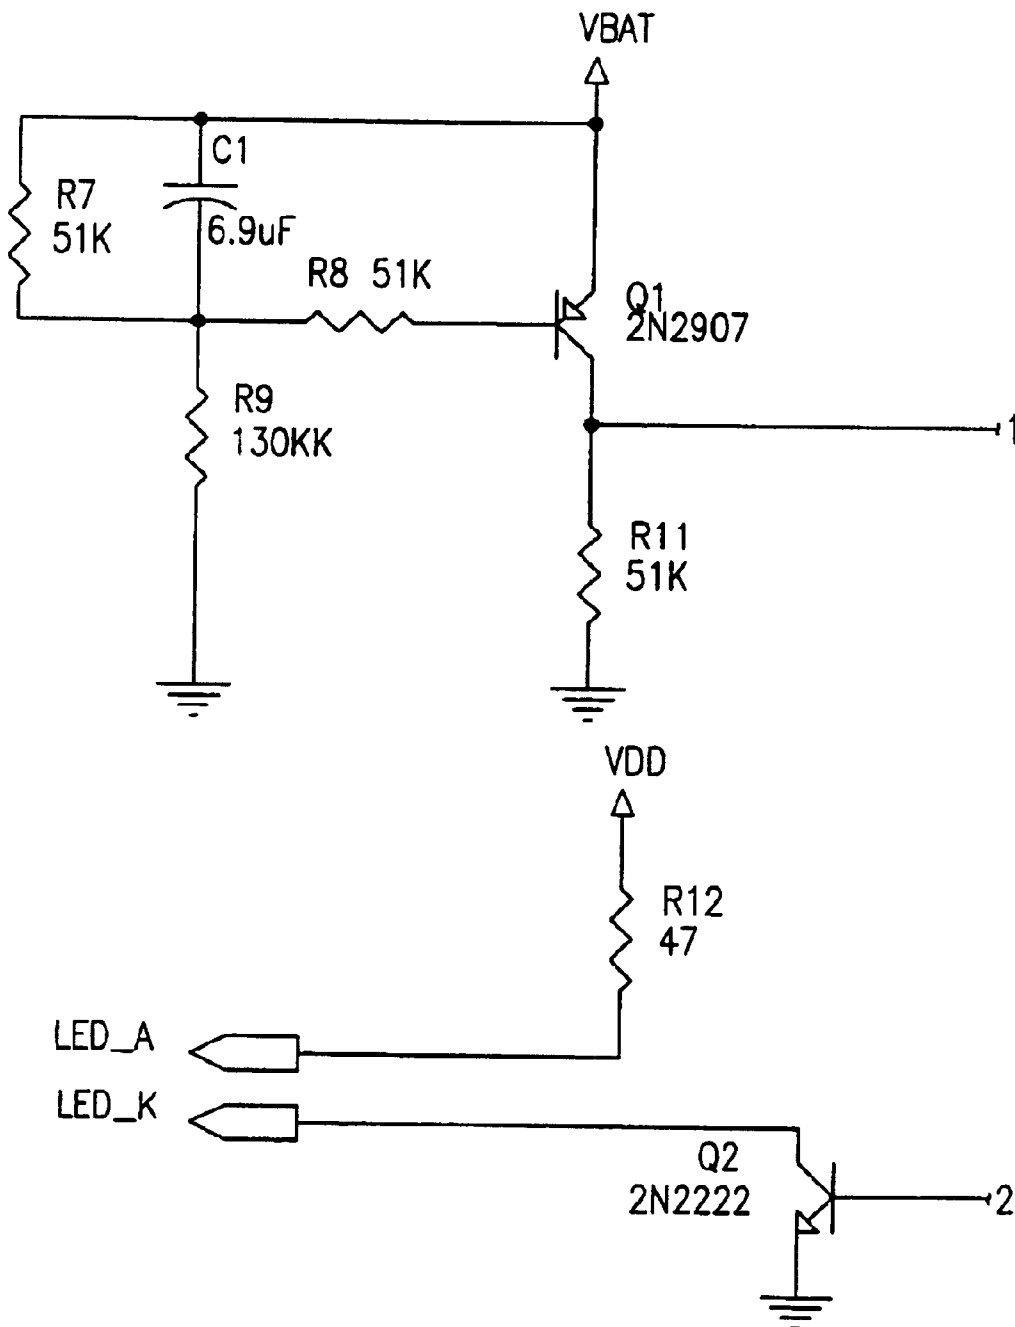 VBAT
C1
R7
51K
6.9uF
R8 51K
Q1
2N2907
R9
130KK
1
R11
51K
VDD
R12
47
LED_A
LED_K
Q2
2N2222
2